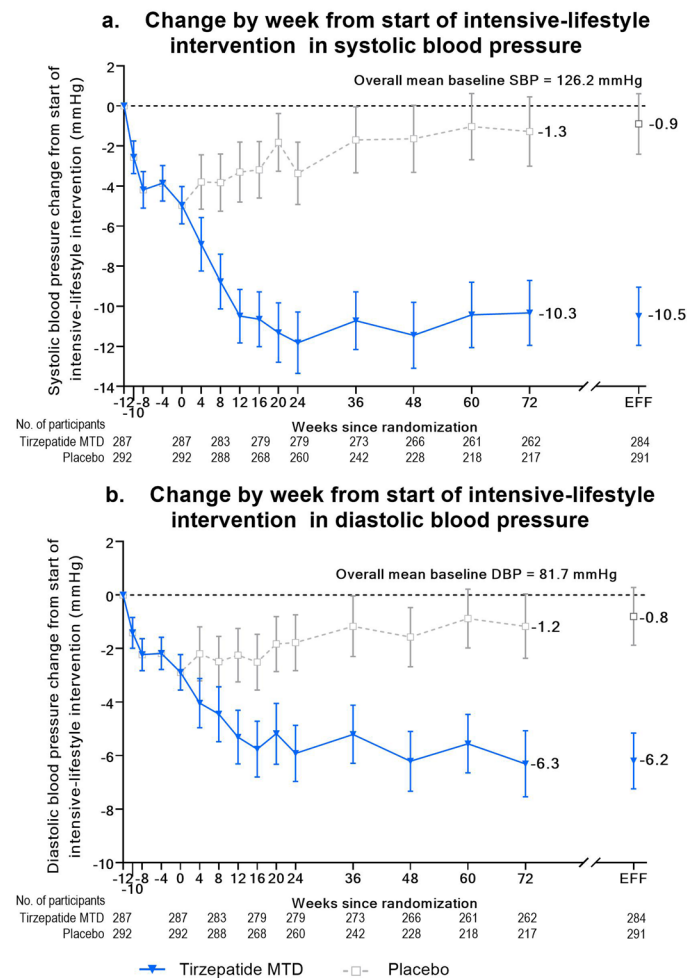 a. Change by week from start of intensive-lifestyle
intervention in systolic blood pressure
Systolic blood pressure change from start of
intensive-lifestyle intervention (mmHg)
Overall mean baseline SBP = 126.2 mmHg
2
0
-2
-4
-6
-8
-10
-12
-14
-1.3
-0.9
-10.3
-10.5
-12 -10 -8 -4 0 4 8 12 16 20 24 36 48 60 72 EFF
No. of participants
Weeks since randomization
Tirzepatide MTD 287 287 283 279 279 273 266 261 262 284
Placebo 292 292 288 268 260 242 228 218 217 291
b. Change by week from start of intensive-lifestyle
intervention in diastolic blood pressure
Diastolic blood pressure change from start of
intensive-lifestyle intervention (mmHg)
Overall mean baseline DBP = 81.7 mmHg
2
0
-2
-4
-6
-8
-10
-1.2
-0.8
-6.3
-6.2
-12 -10 -8 -4 0 4 8 12 16 20 24 36 48 60 72 EFF
No. of participants
Weeks since randomization
Tirzepatide MTD 287 287 283 279 279 273 266 261 262 284
Placebo 292 292 288 268 260 242 228 218 217 291
Tirzepatide MTD Placebo